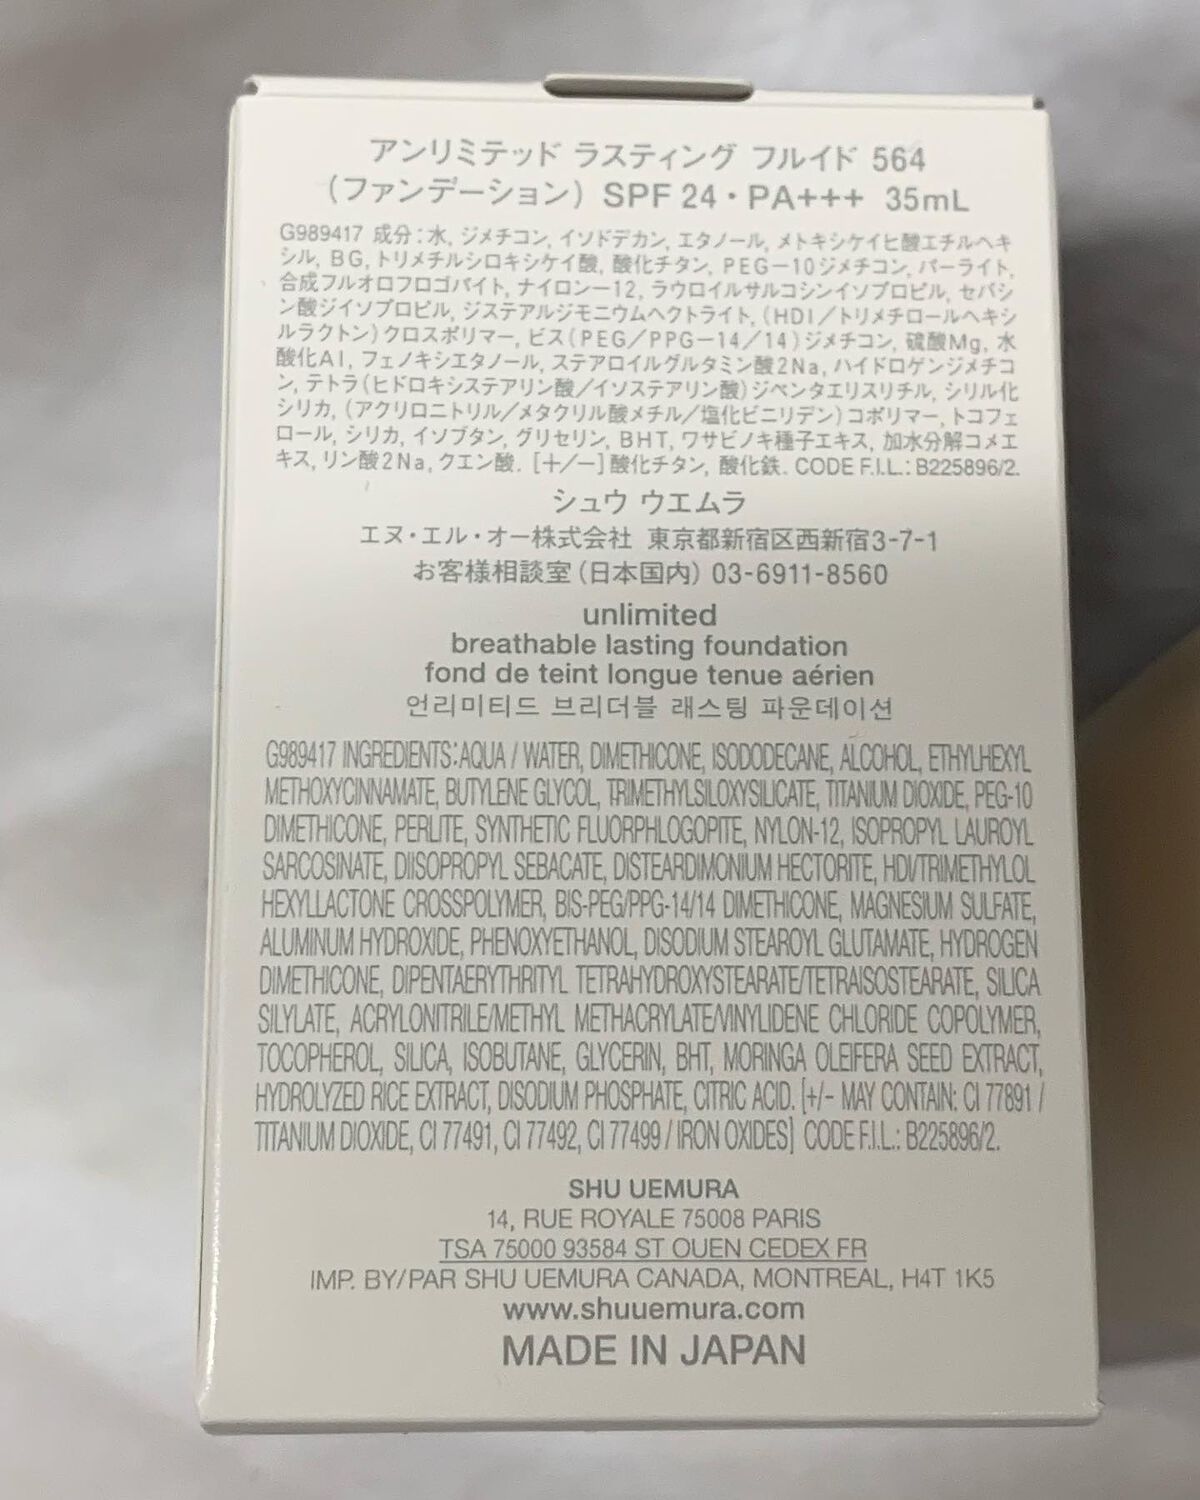 アンリミテッド ラスティング フルイド 564
(ファンデーション) SPF 24・PA+++ 35mL
G989417 成分：水, ジメチコン, イソドデカン, エタノール, メトキシケイヒ酸エチルヘキ
シル, BG, トリメチルシロキシケイ酸, 酸化チタン, PEG－10ジメチコン, パーライト,
合成フルオロフロゴパイト, ナイロン－12, ラウロイルサルコシンイソプロピル, セバシ
ン酸ジイソプロピル, ジステアルジモニウムヘクトライト, (HDI／トリメチロールヘキシ
ルラクトン)クロスポリマー, ビス(PEG／PPG－14／14)ジメチコン, 硫酸Mg, 水
酸化Al, フェノキシエタノール, ステアロイルグルタミン酸2Na, ハイドロゲンジメチコ
ン, テトラ(ヒドロキシステアリン酸／イソステアリン酸)ジペンタエリスリチル, シリル化
シリカ, (アクリロニトリル／メタクリル酸メチル／塩化ビニリデン)コポリマー, トコフェ
ロール, シリカ, イソブタン, グリセリン, BHT, ワサビノキ種子エキス, 加水分解コメエ
キス, リン酸2Na, クエン酸. [＋／－]酸化チタン, 酸化鉄. CODE F.I.L.: B225896/2.
シュウ ウエムラ
エヌ・エル・オー株式会社 東京都新宿区西新宿3-7-1
お客様相談室(日本国内) 03-6911-8560
unlimited
breathable lasting foundation
fond de teint longue tenue aérien
언리미티드 브리더블 래스팅 파운데이션
G989417 INGREDIENTS: AQUA / WATER, DIMETHICONE, ISODODECANE, ALCOHOL, ETHYLHEXYL
METHOXYCINNAMATE, BUTYLENE GLYCOL, TRIMETHYLSILOXYSILICATE, TITANIUM DIOXIDE, PEG-10
DIMETHICONE, PERLITE, SYNTHETIC FLUORPHLOGOPITE, NYLON-12, ISOPROPYL LAUROYL
SARCOSINATE, DIISOPROPYL SEBACATE, DISTEARDIMONIUM HECTORITE, HDI/TRIMETHYLOL
HEXYLLACTONE CROSSPOLYMER, BIS-PEG/PPG-14/14 DIMETHICONE, MAGNESIUM SULFATE,
ALUMINUM HYDROXIDE, PHENOXYETHANOL, DISODIUM STEAROYL GLUTAMATE, HYDROGEN
DIMETHICONE, DIPENTAERYTHRITYL TETRAHYDROXYSTEARATE/TETRAISOSTEARATE, SILICA
SILYLATE, ACRYLONITRILE/METHYL METHACRYLATE/VINYLIDENE CHLORIDE COPOLYMER,
TOCOPHEROL, SILICA, ISOBUTANE, GLYCERIN, BHT, MORINGA OLEIFERA SEED EXTRACT,
HYDROLYZED RICE EXTRACT, DISODIUM PHOSPHATE, CITRIC ACID. [+/- MAY CONTAIN: CI 77891 /
TITANIUM DIOXIDE, CI 77491, CI 77492, CI 77499 / IRON OXIDES] CODE F.I.L.: B225896/2.
SHU UEMURA
14, RUE ROYALE 75008 PARIS
TSA 75000 93584 ST OUEN CEDEX FR
IMP. BY/PAR SHU UEMURA CANADA, MONTREAL, H4T 1K5
www.shuuemura.com
MADE IN JAPAN